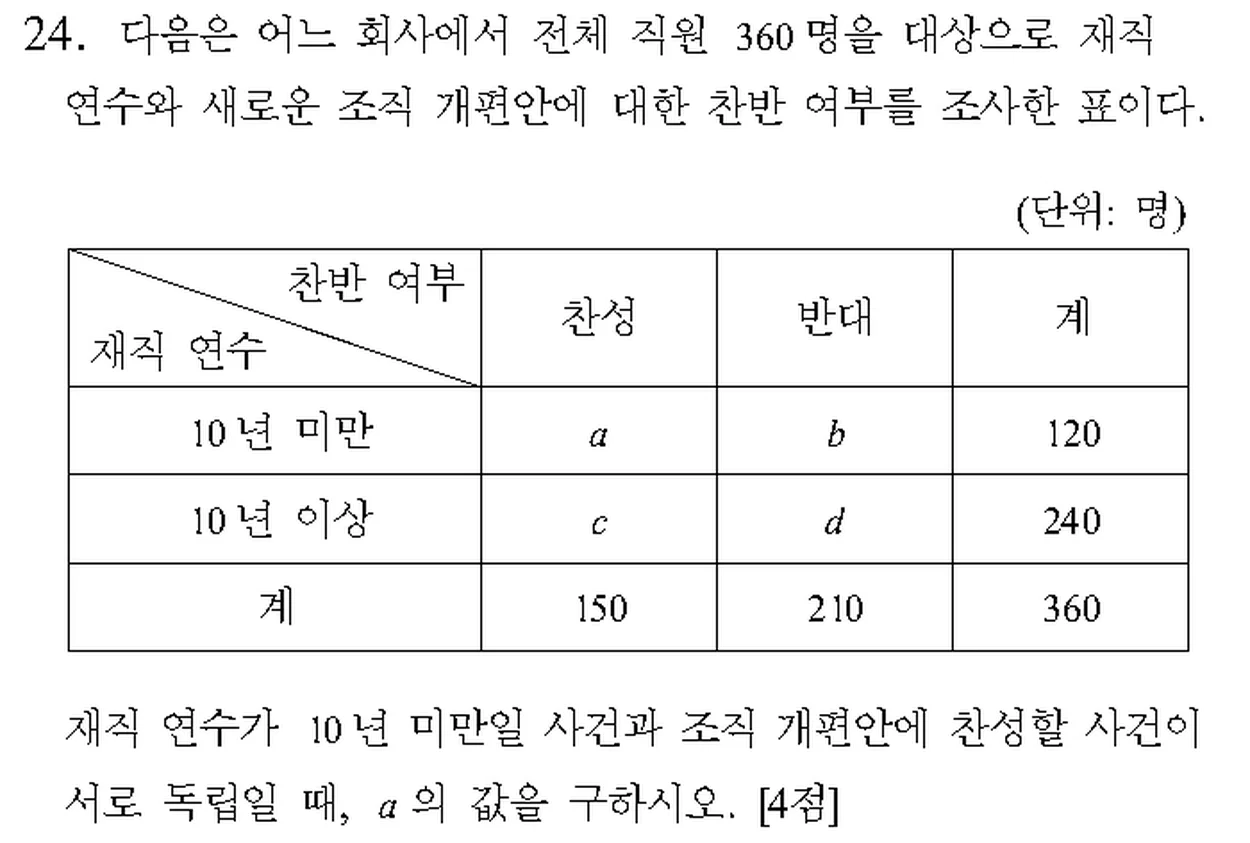 24. 다음은 어느 회사에서 전체 직원 360명을 대상으로 재직
연수와 새로운 조직 개편안에 대한 찬반 여부를 조사한 표이다.
(단위: 명)
찬반 여부
재직 연수
찬성 반대 계
10년 미만 a b 120
10년 이상 c d 240
계 150 210 360
재직 연수가 10년 미만일 사건과 조직 개편안에 찬성할 사건이
서로 독립일 때, a의 값을 구하시오. [4점]